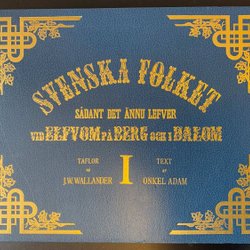 SVENSKA FOLKET
SÅDANT DET ÄNNU LEFVER
VID ELFVOM PÅ BERG OCH I DALOM
TAFLOR
AF
J.W. WALLANDER
I
TEXT
AF
ONKEL ADAM